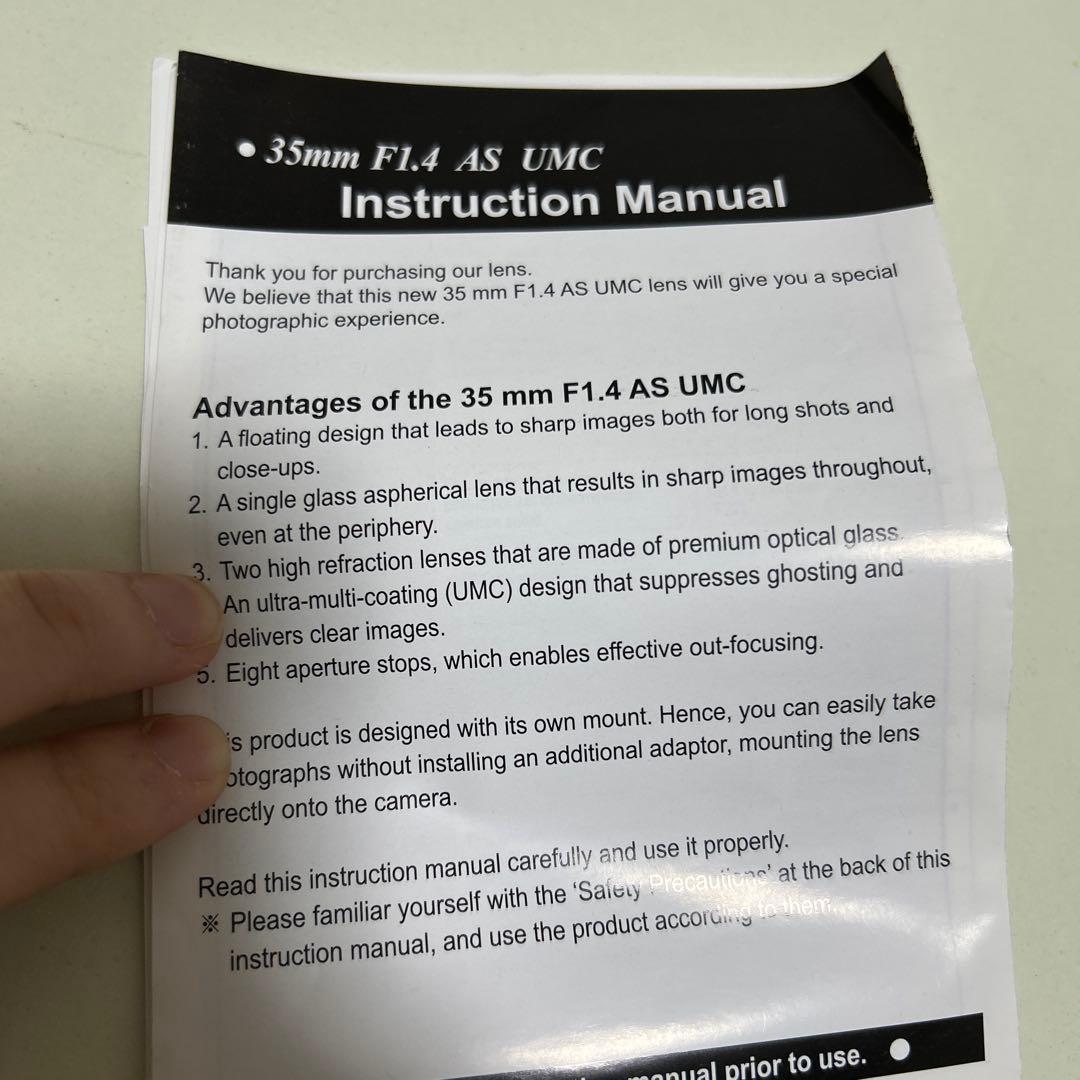 • 35mm F1.4 AS UMC
Instruction Manual
Thank you for purchasing our lens.
We believe that this new 35 mm F1.4 AS UMC lens will give you a special
photographic experience.
Advantages of the 35 mm F1.4 AS UMC
1. A floating design that leads to sharp images both for long shots and
close-ups.
2. A single glass aspherical lens that results in sharp images throughout,
even at the periphery.
3. Two high refraction lenses that are made of premium optical glass.
An ultra-multi-coating (UMC) design that suppresses ghosting and
delivers clear images.
5. Eight aperture stops, which enables effective out-focusing.
product is designed with its own mount. Hence, you can easily take
without installing an additional adaptor, mounting the lens
directly onto the camera.
Read this instruction manual carefully and use it properly.
※ Please familiar yourself with the ‘Safety Precautions’ at the back of this
instruction manual, and use the product according to them.
manual prior to use. ●